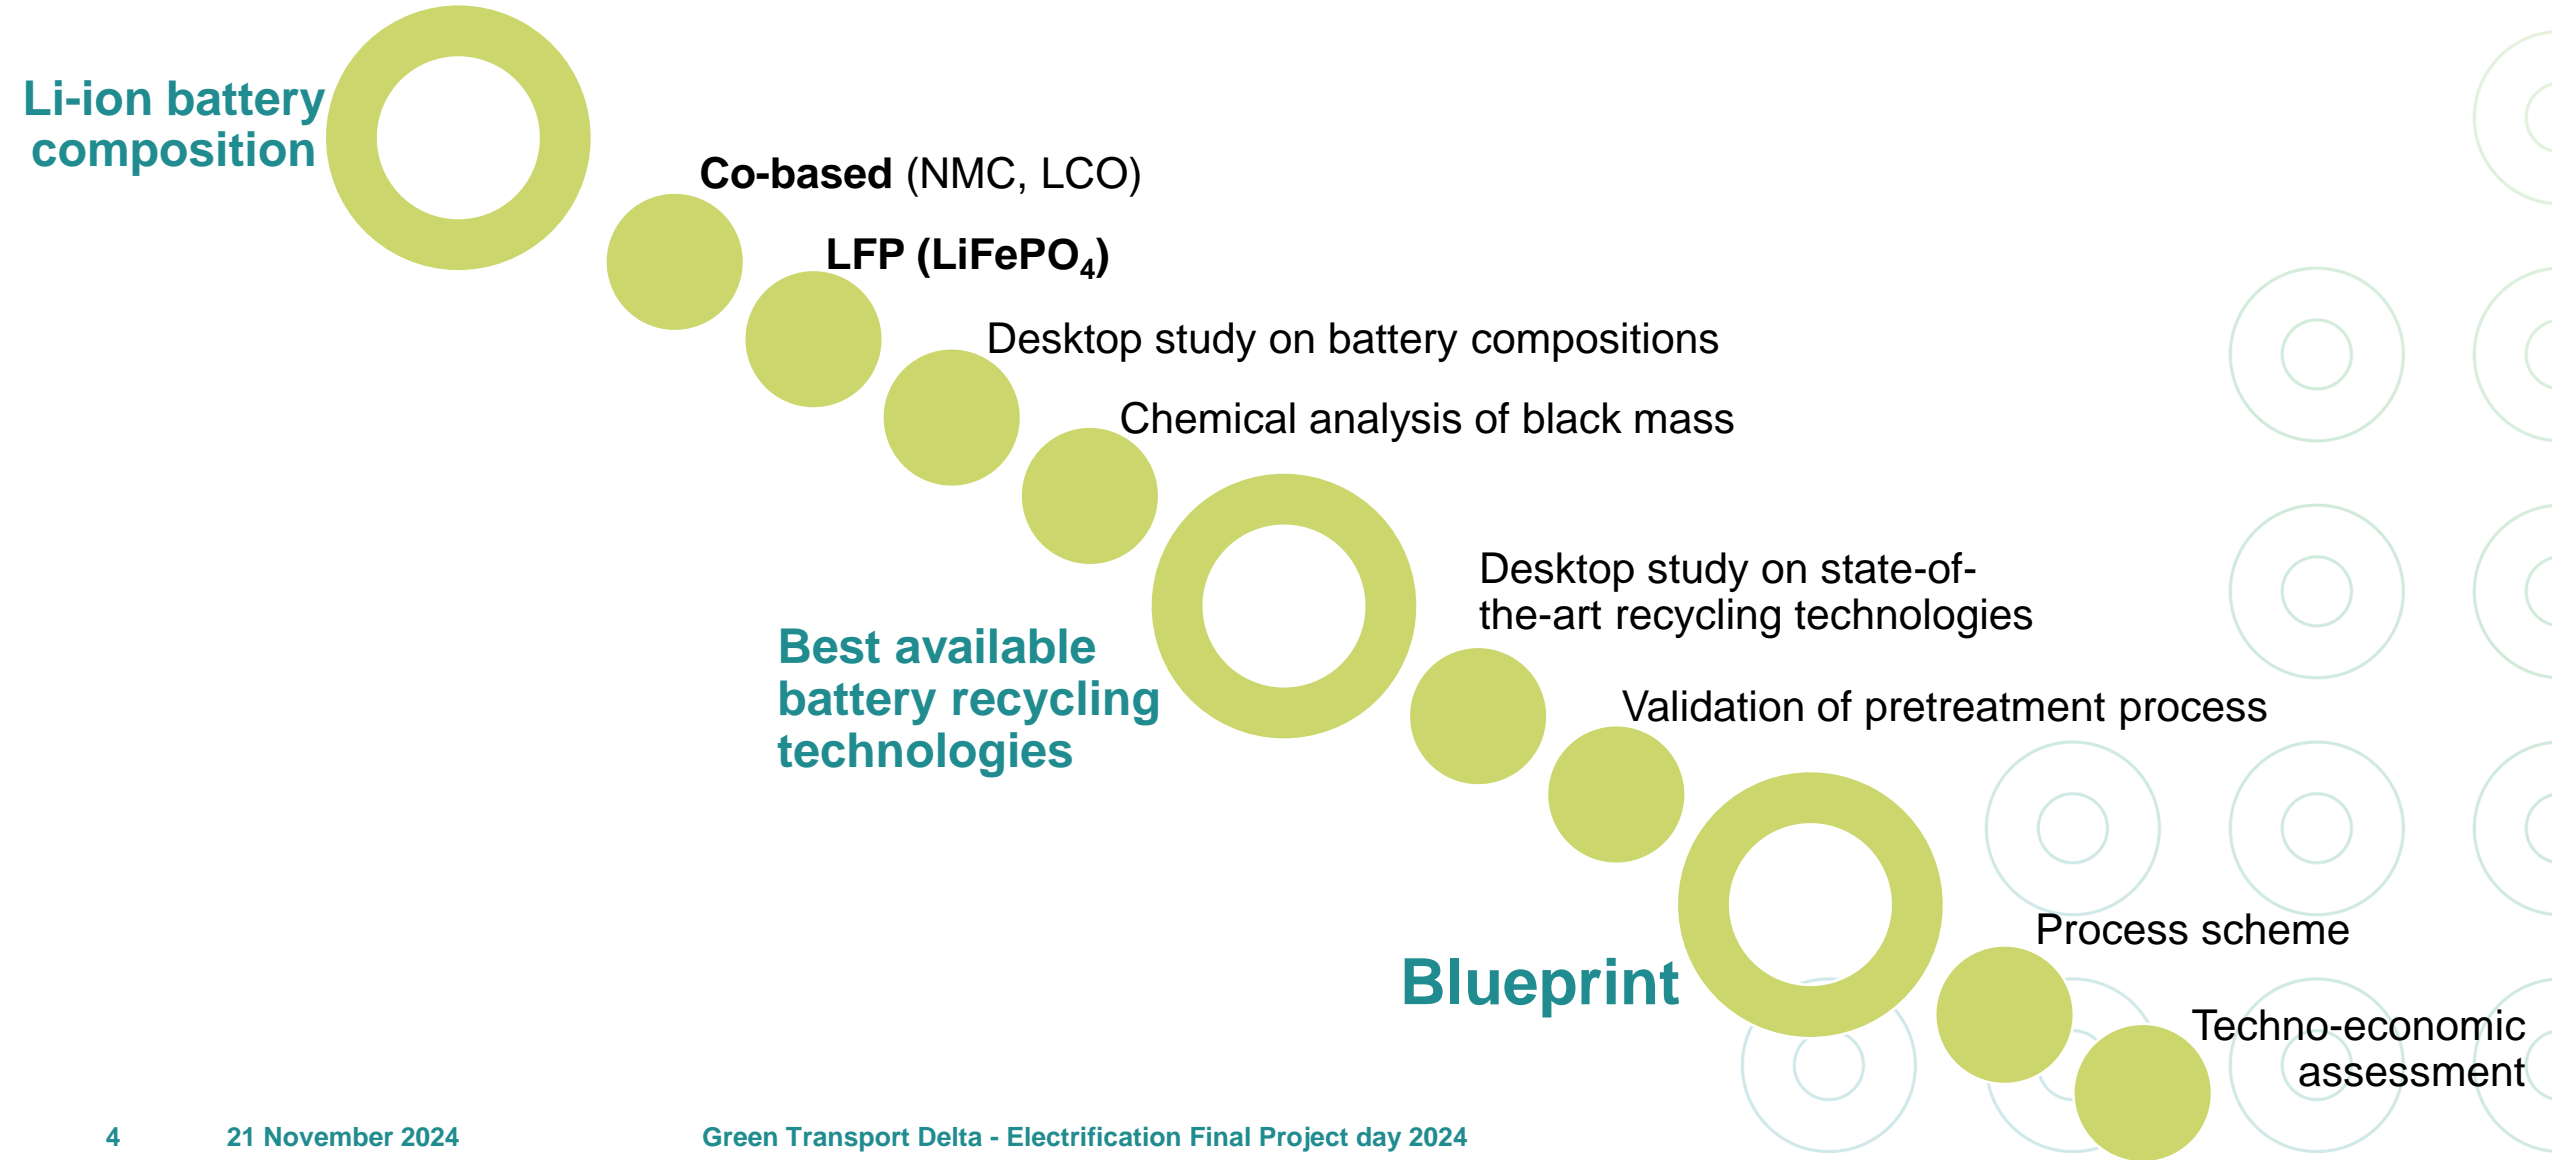 Li-ion battery
composition
Co-based (NMC, LCO)
LFP (LiFePO₄)
Desktop study on battery compositions
Chemical analysis of black mass
Best available
battery recycling
technologies
Desktop study on state-of-
the-art recycling technologies
Validation of pretreatment process
Blueprint
Process scheme
Techno-economic
assessment
4 21 November 2024 Green Transport Delta - Electrification Final Project day 2024